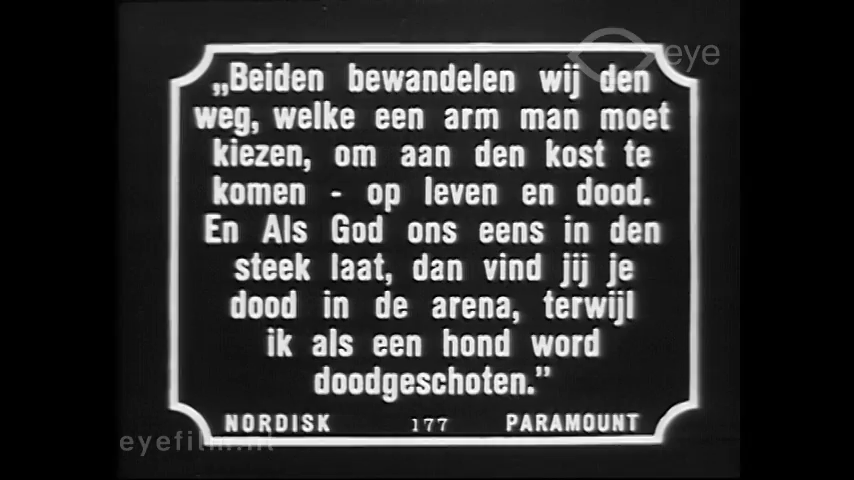 eye
„Beiden bewandelen wij den
weg, welke een arm man moet
kiezen, om aan den kost te
komen - op leven en dood.
En Als God ons eens in den
steek laat, dan vind jij je
dood in de arena, terwijl
ik als een hond word
doodgeschoten.”
NORDISK 177 PARAMOUNT
eyefilm.nl